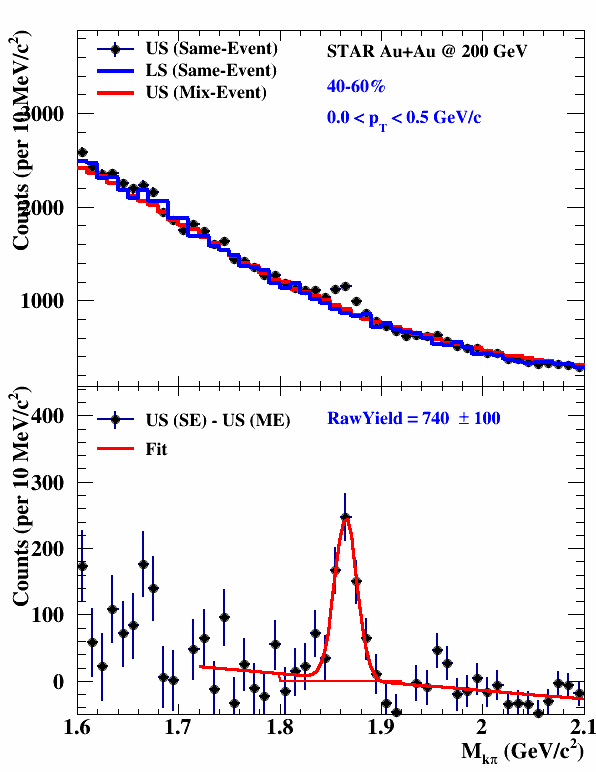 US (Same-Event)
LS (Same-Event)
US (Mix-Event)
STAR Au+Au @ 200 GeV
40-60%
0.0 < p_T < 0.5 GeV/c
Counts (per 10 MeV/c²)
3000
2000
1000
US (SE) - US (ME)
Fit
RawYield = 740 ± 100
Counts (per 10 MeV/c²)
400
300
200
100
0
1.6 1.7 1.8 1.9 2 2.1
M_kπ (GeV/c²)